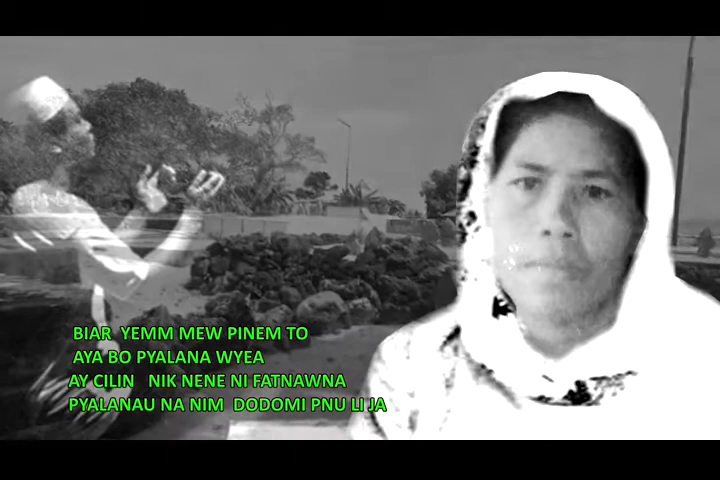 BIAR YEMM MEW PINEM TO
AYA BO PYALANA WYEA
AY CILIN NIK NENE NI FATNAWNA
PYALANAU NA NIM DODOMI PNU LI JA